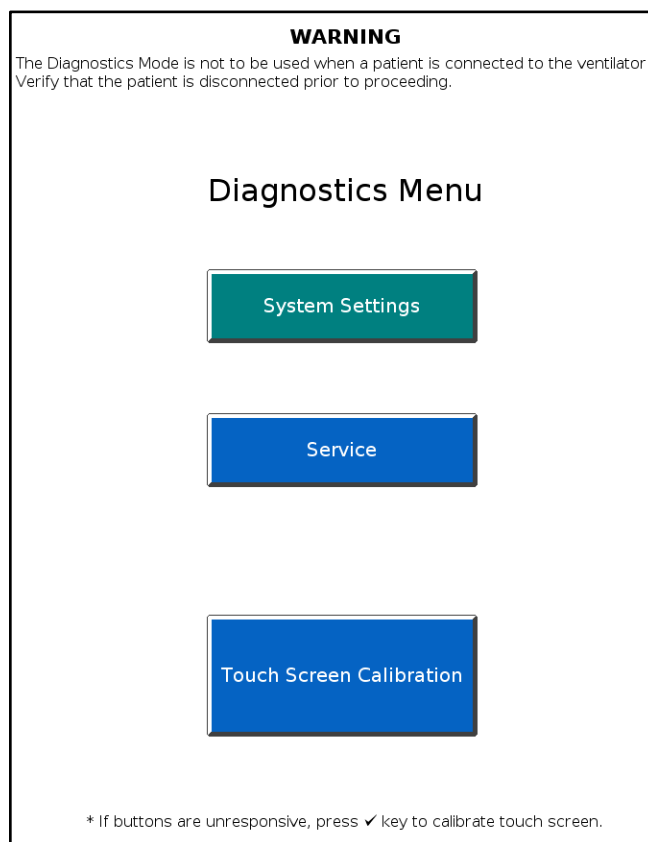 WARNING
The Diagnostics Mode is not to be used when a patient is connected to the ventilator
Verify that the patient is disconnected prior to proceeding.
Diagnostics Menu
System Settings
Service
Touch Screen Calibration
* If buttons are unresponsive, press ✓ key to calibrate touch screen.